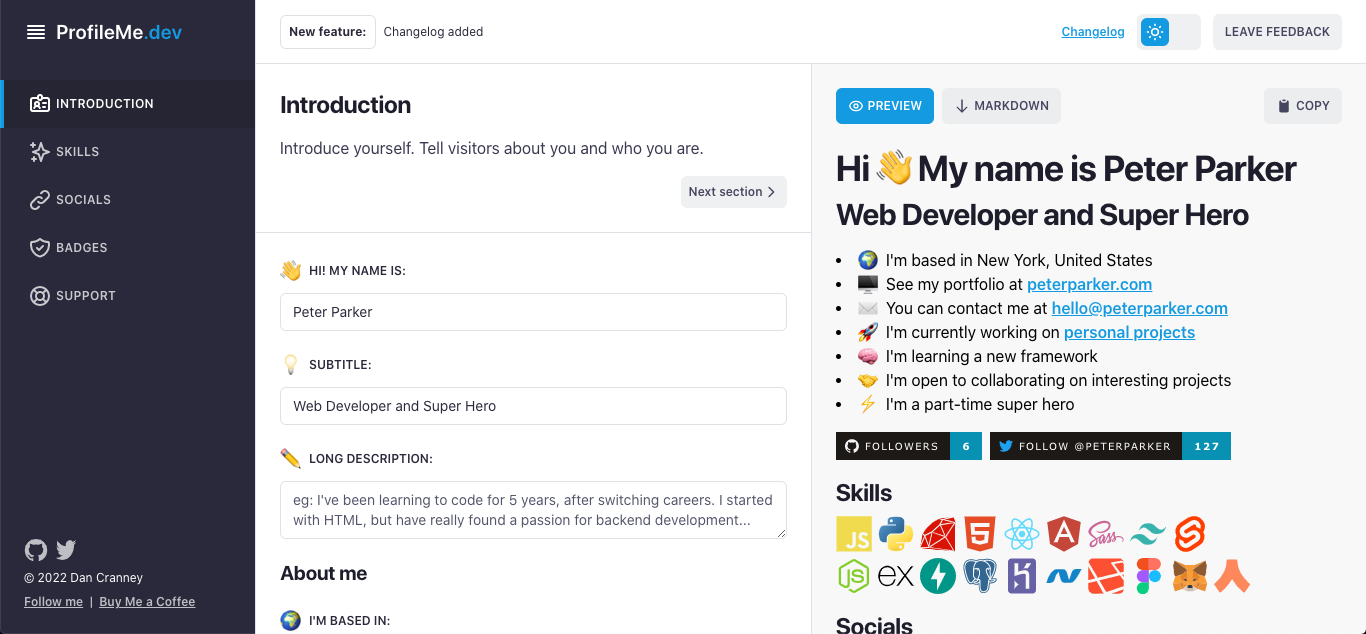 ProfileMe.dev
INTRODUCTION
SKILLS
SOCIALS
BADGES
SUPPORT
© 2022 Dan Cranney
Follow me | Buy Me a Coffee
New feature: Changelog added
Changelog
LEAVE FEEDBACK
Introduction
Introduce yourself. Tell visitors about you and who you are.
Next section
HI! MY NAME IS:
Peter Parker
SUBTITLE:
Web Developer and Super Hero
LONG DESCRIPTION:
eg: I've been learning to code for 5 years, after switching careers. I started
with HTML, but have really found a passion for backend development...
About me
I'M BASED IN:
PREVIEW
MARKDOWN
COPY
Hi 👋 My name is Peter Parker
Web Developer and Super Hero
• 🌍 I'm based in New York, United States
• 🖥️ See my portfolio at peterparker.com
• ✉️ You can contact me at hello@peterparker.com
• 🚀 I'm currently working on personal projects
• 🧠 I'm learning a new framework
• 🤝 I'm open to collaborating on interesting projects
• ⚡ I'm a part-time super hero
FOLLOWERS 6
FOLLOW @PETERPARKER 127
Skills
JS
5
A
Sass
JS
ex
Socials